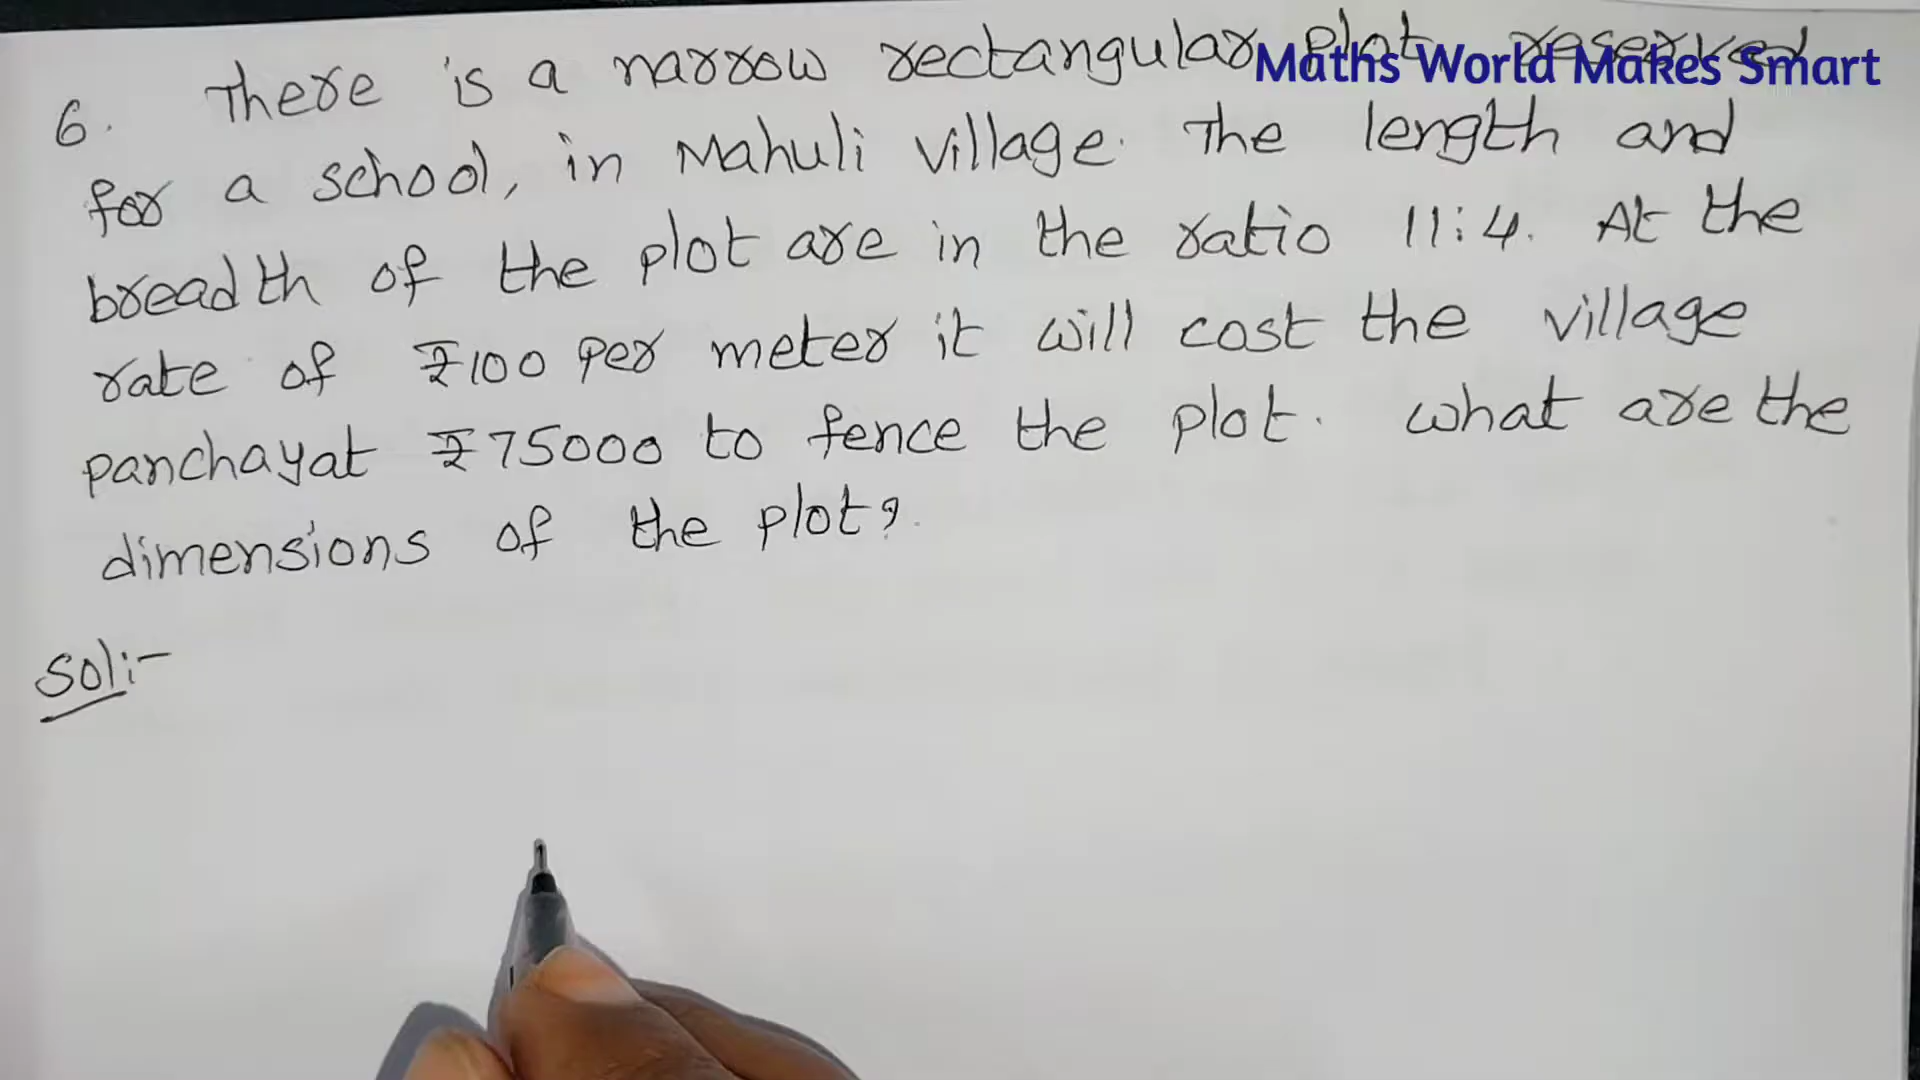 6. There is a narrow rectangular plot reserved
Maths World Makes Smart
for a school, in Mahuli village. The length and
breadth of the plot are in the ratio 11:4. At the
rate of ₹100 per meter it will cost the village
panchayat ₹75000 to fence the plot. What are the
dimensions of the plot?
Sol:-